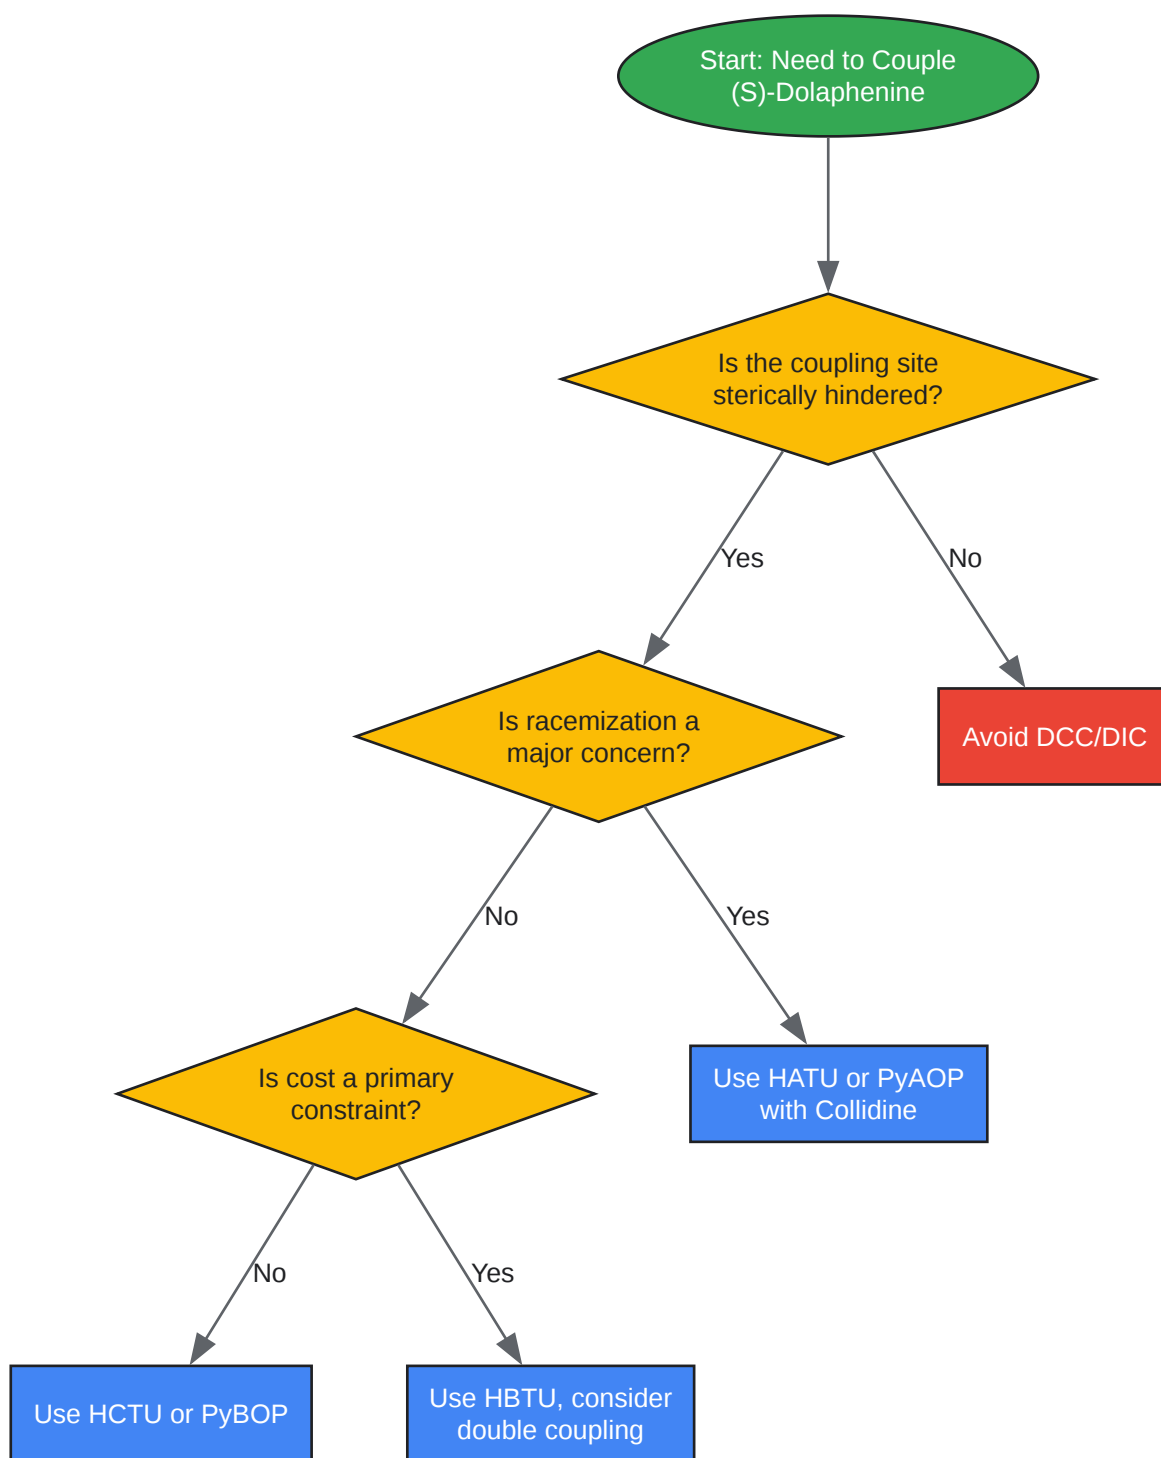 Start: Need to Couple
(S)-Dolaphenine
Is the coupling site
sterically hindered?
Yes
No
Is racemization a
major concern?
Avoid DCC/DIC
No
Yes
Is cost a primary
constraint?
Use HATU or PyAOP
with Collidine
No
Yes
Use HCTU or PyBOP
Use HBTU, consider
double coupling